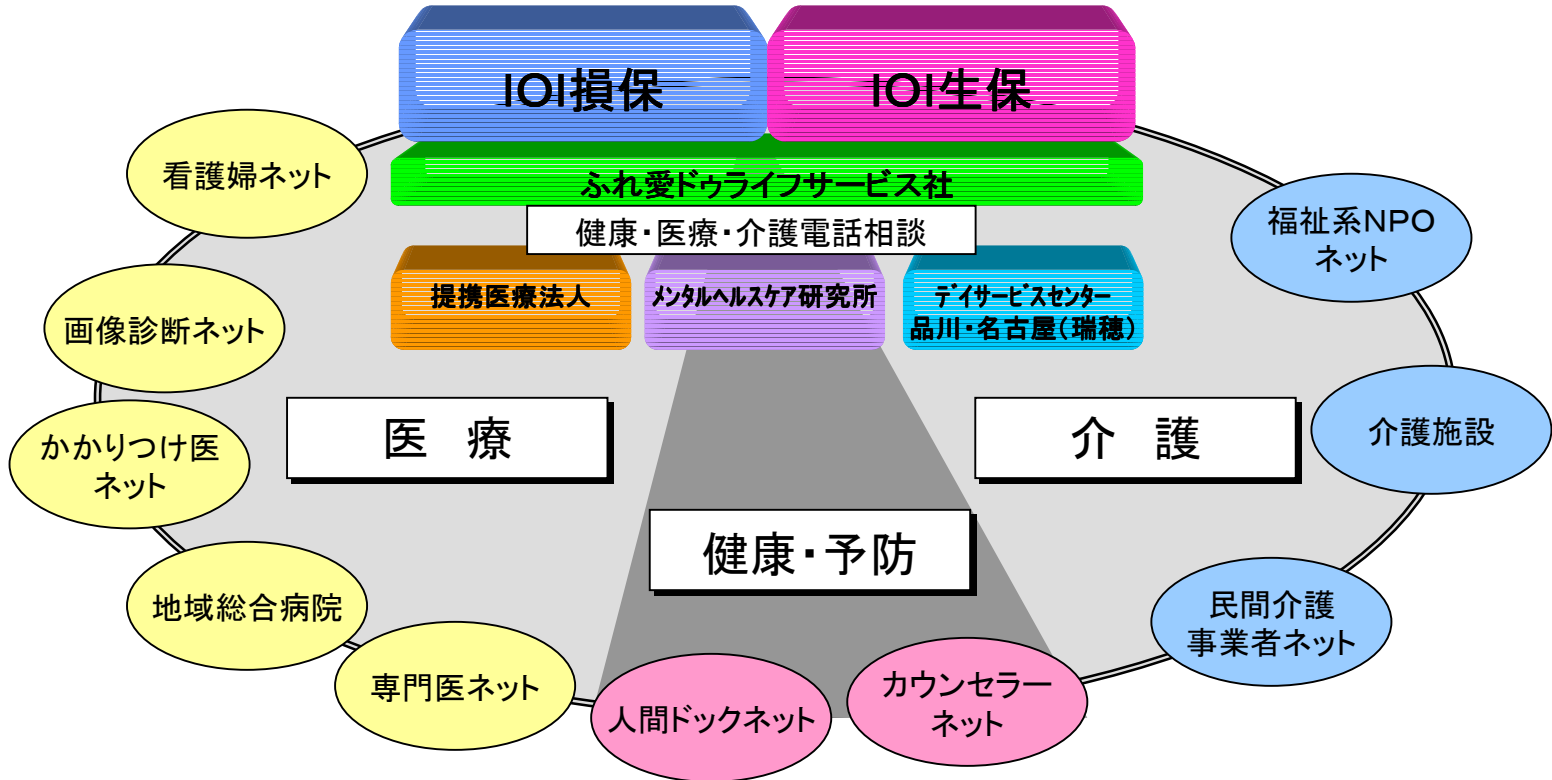 IOI損保
IOI生保
ふれ愛ドゥライフサービス社
健康・医療・介護電話相談
提携医療法人
メンタルヘルスケア研究所
デイサービスセンター
品川・名古屋(瑞穂)
看護婦ネット
画像診断ネット
かかりつけ医
ネット
地域総合病院
専門医ネット
人間ドックネット
カウンセラー
ネット
民間介護
事業者ネット
介護施設
福祉系NPO
ネット
医 療
介 護
健康・予防